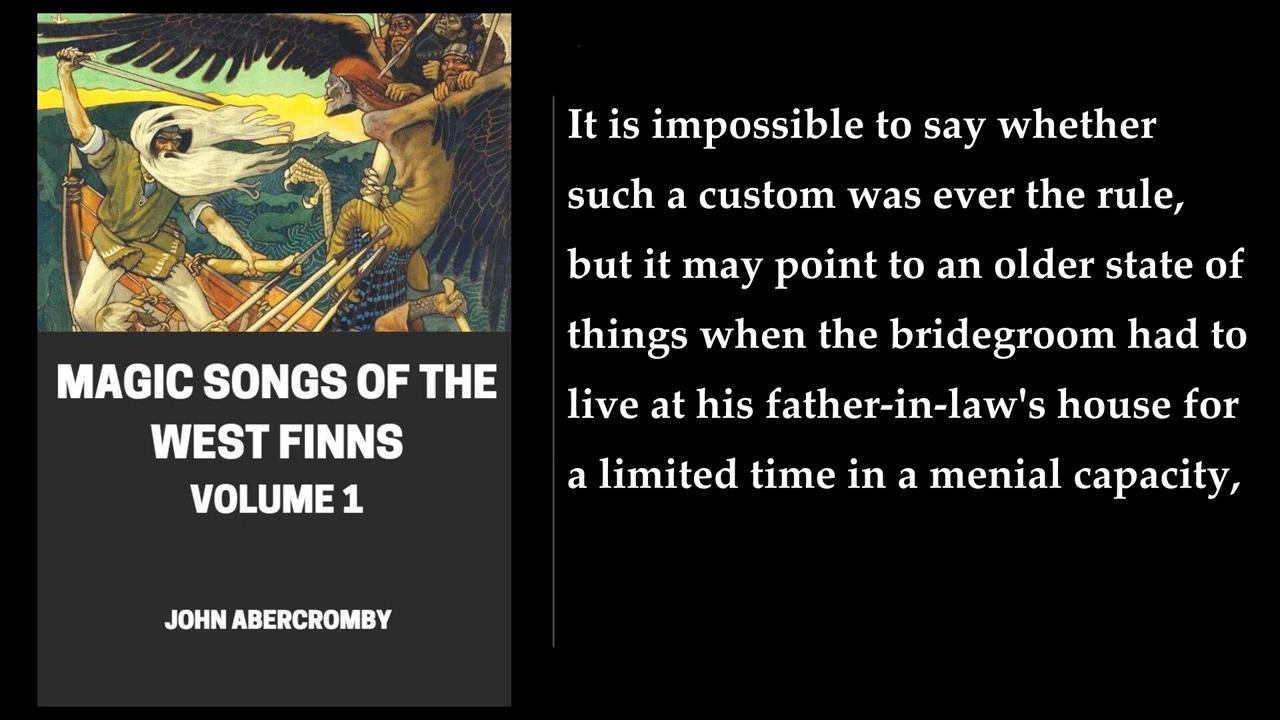 MAGIC SONGS OF THE
WEST FINNS
VOLUME 1
JOHN ABERCROMBY
It is impossible to say whether
such a custom was ever the rule,
but it may point to an older state of
things when the bridegroom had to
live at his father-in-law's house for
a limited time in a menial capacity,